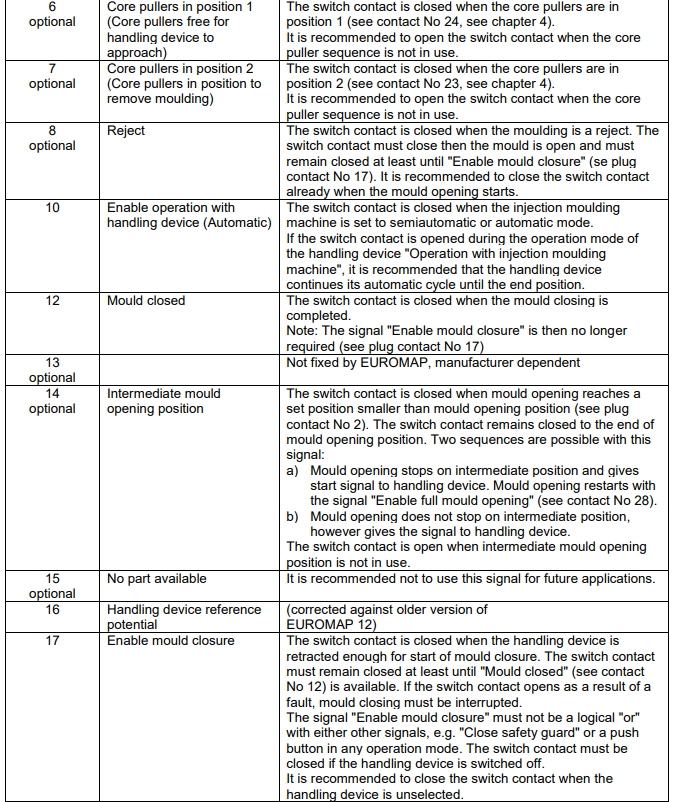 6 Core pullers in position 1 The switch contact is closed when the core pullers are in
optional (Core pullers free for position 1 (see contact No 24, see chapter 4).
handling device to It is recommended to open the switch contact when the core
approach) puller sequence is not in use.
7 Core pullers in position 2 The switch contact is closed when the core pullers are in
optional (Core pullers in position to position 2 (see contact No 23, see chapter 4).
remove moulding) It is recommended to open the switch contact when the core
puller sequence is not in use.
8 Reject The switch contact is closed when the moulding is a reject. The
optional switch contact must close then the mould is open and must
remain closed at least until "Enable mould closure" (se plug
contact No 17). It is recommended to close the switch contact
already when the mould opening starts.
10 Enable operation with The switch contact is closed when the injection moulding
handling device (Automatic) machine is set to semiautomatic or automatic mode.
If the switch contact is opened during the operation mode of
the handling device "Operation with injection moulding
machine", it is recommended that the handling device
continues its automatic cycle until the end position.
12 Mould closed The switch contact is closed when the mould closing is
completed.
Note: The signal "Enable mould closure" is then no longer
required (see plug contact No 17)
13 Not fixed by EUROMAP, manufacturer dependent
optional
14 Intermediate mould The switch contact is closed when mould opening reaches a
optional opening position set position smaller than mould opening position (see plug
contact No 2). The switch contact remains closed to the end of
mould opening position. Two sequences are possible with this
signal:
a) Mould opening stops on intermediate position and gives
start signal to handling device. Mould opening restarts with
the signal "Enable full mould opening" (see contact No 28).
b) Mould opening does not stop on intermediate position,
however gives the signal to handling device.
The switch contact is open when intermediate mould opening
position is not in use.
15 No part available It is recommended not to use this signal for future applications.
optional
16 Handling device reference (corrected against older version of
potential EUROMAP 12)
17 Enable mould closure The switch contact is closed when the handling device is
retracted enough for start of mould closure. The switch contact
must remain closed at least until "Mould closed" (see contact
No 12) is available. If the switch contact opens as a result of a
fault, mould closing must be interrupted.
The signal "Enable mould closure" must not be a logical "or"
with either other signals, e.g. "Close safety guard" or a push
button in any operation mode. The switch contact must be
closed if the handling device is switched off.
It is recommended to close the switch contact when the
handling device is unselected.